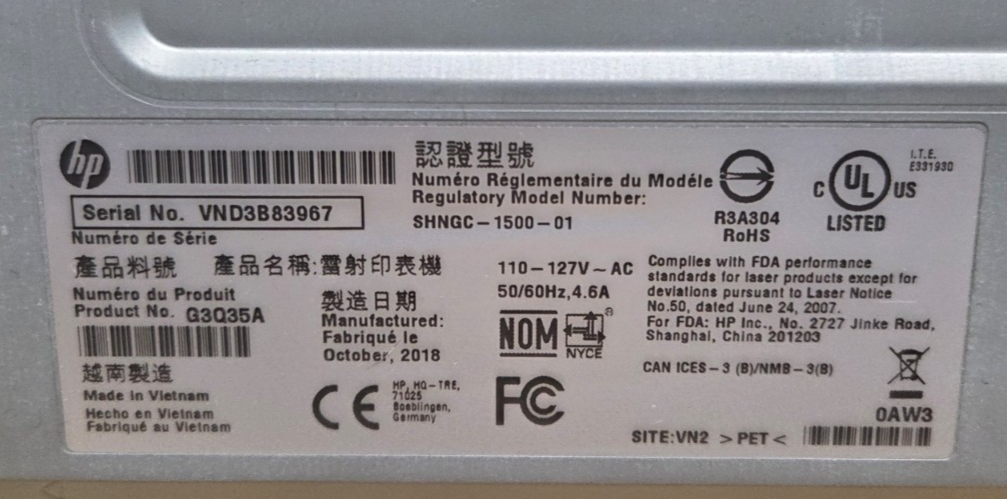 hp
認證型號
Numéro Réglementaire du Modéle
Regulatory Model Number:
SHNGC-1500-01
R3A304
RoHS
C UL US
LISTED
I.T.E.
E331930
Serial No. VND3B83967
Numéro de Série
產品料號
產品名稱:雷射印表機
Numéro du Produit
Product No. G3Q35A
製造日期
Manufactured:
Fabriqué le
October, 2018
110-127V~AC
50/60Hz,4.6A
NOM
NYCE
®
Complies with FDA performance
standards for laser products except for
deviations pursuant to Laser Notice
No.50, dated June 24, 2007.
For FDA: HP Inc., No. 2727 Jinke Road,
Shanghai, China 201203
CAN ICES-3 (B)/NMB-3(B)
越南製造
Made in Vietnam
Hecho en Vietnam
Fabriqué au Vietnam
CE
HP, HQ-TRE,
71025
Boeblingen,
Germany
FC
0AW3
SITE:VN2 >PET<